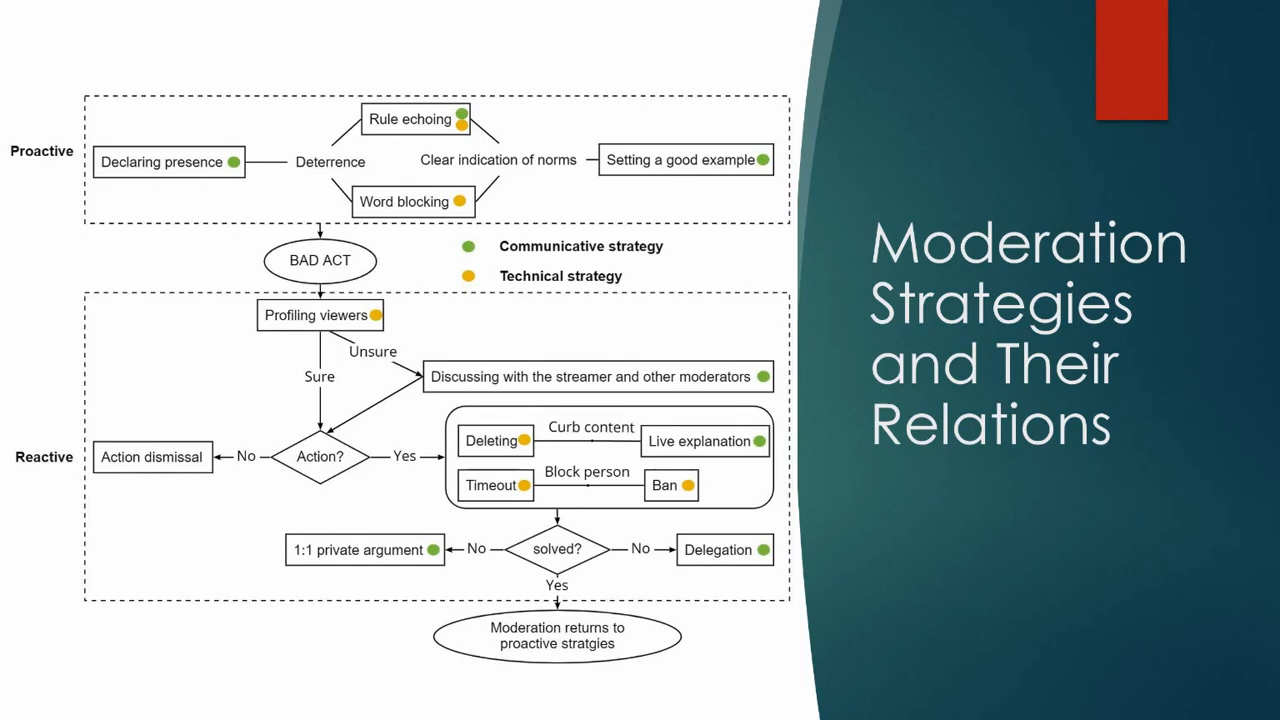 Proactive
Declaring presence
Deterrence
Rule echoing
Word blocking
Clear indication of norms
Setting a good example
BAD ACT
Communicative strategy
Technical strategy
Reactive
Profiling viewers
Unsure
Sure
Discussing with the streamer and other moderators
Action?
No
Action dismissal
Yes
Deleting
Curb content
Live explanation
Timeout
Block person
Ban
solved?
No
1:1 private argument
No
Delegation
Yes
Moderation returns to
proactive stratgies
Moderation
Strategies
and Their
Relations